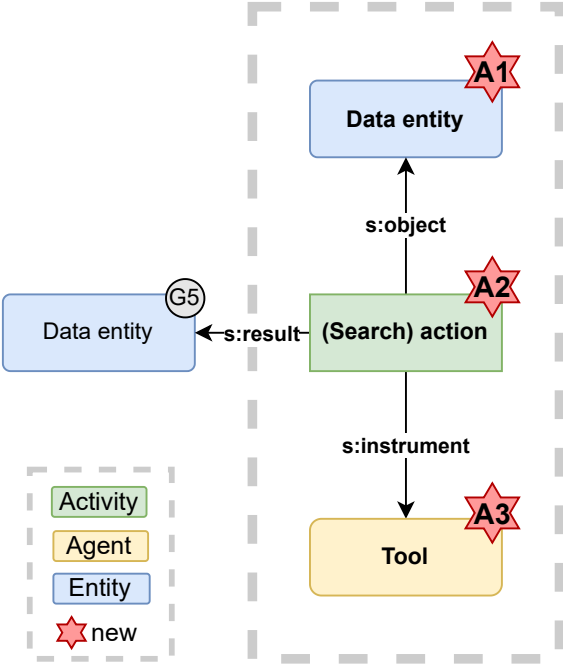 A1
Data entity
s:object
A2
G5
Data entity
s:result
(Search) action
s:instrument
A3
Tool
Activity
Agent
Entity
new